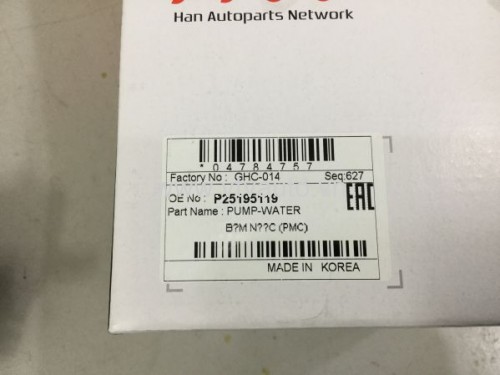 Han Autoparts Network
*04784757
Factory No : GHC-014 Seq:627
OE No : P25195119
EAC
Part Name : PUMP-WATER
B?M N??C (PMC)
MADE IN KOREA